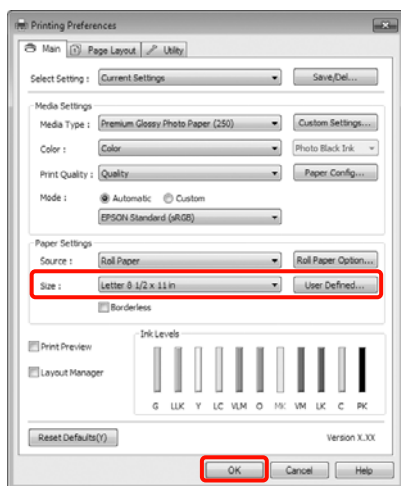 Printing Preferences
Main Page Layout Utility
Select Setting : Current Settings Save/Del...
Media Settings
Media Type : Premium Glossy Photo Paper (250) Custom Settings...
Color : Color Photo Black Ink
Print Quality : Quality Paper Config...
Mode : Automatic Custom
EPSON Standard (sRGB)
Paper Settings
Source : Roll Paper Roll Paper Option...
Size : Letter 8 1/2 x 11 in User Defined...
Borderless
Ink Levels
Print Preview
Layout Manager
G LLK Y LC VLM O MK VM LK C PK
Reset Defaults(Y) Version X.XX
OK Cancel Help